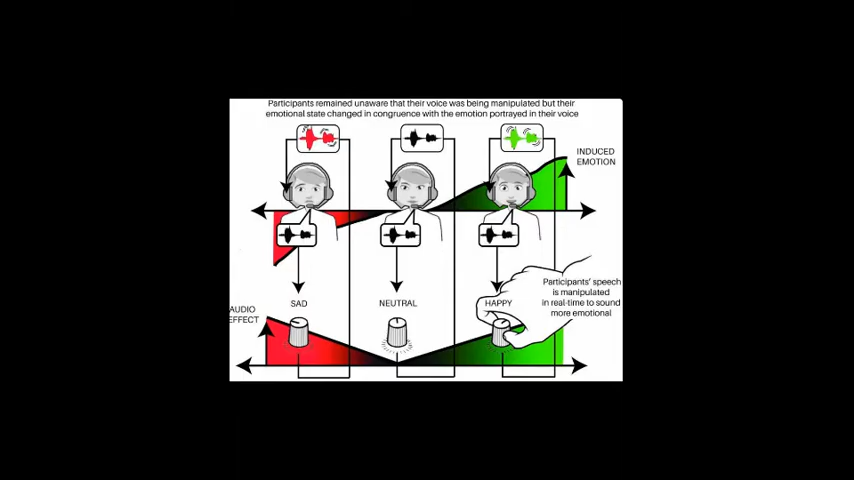 Participants remained unaware that their voice was being manipulated but their
emotional state changed in congruence with the emotion portrayed in their voice
INDUCED
EMOTION
Participants' speech
is manipulated
in real-time to sound
more emotional
AUDIO
EFFECT
SAD
NEUTRAL
HAPPY